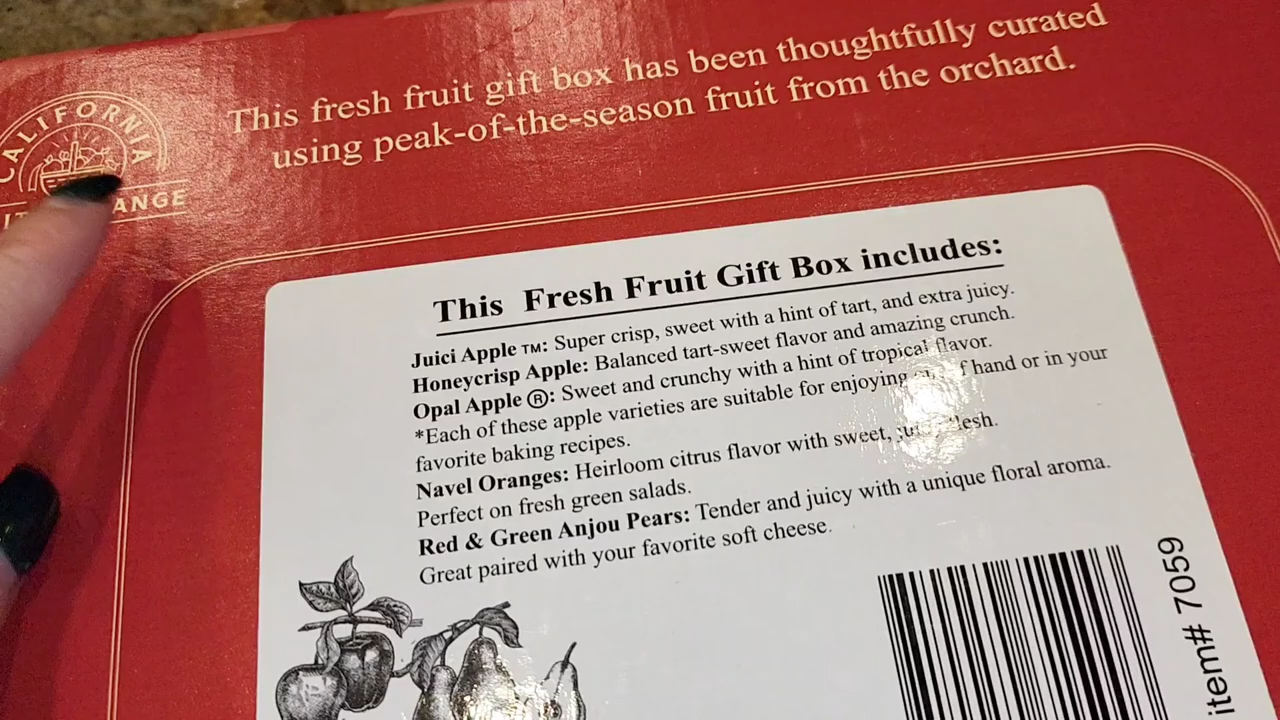 CALIFORNIA
This fresh fruit gift box has been thoughtfully curated
using peak-of-the-season fruit from the orchard.
This Fresh Fruit Gift Box includes:
Juici Apple ™: Super crisp, sweet with a hint of tart, and extra juicy.
Honeycrisp Apple: Balanced tart-sweet flavor and amazing crunch.
Opal Apple ®: Sweet and crunchy with a hint of tropical flavor.
*Each of these apple varieties are suitable for enjoying hand or in your
favorite baking recipes.
Navel Oranges: Heirloom citrus flavor with sweet,
Perfect on fresh green salads.
Red & Green Anjou Pears: Tender and juicy with a unique floral aroma.
Great paired with your favorite soft cheese.
item# 7059